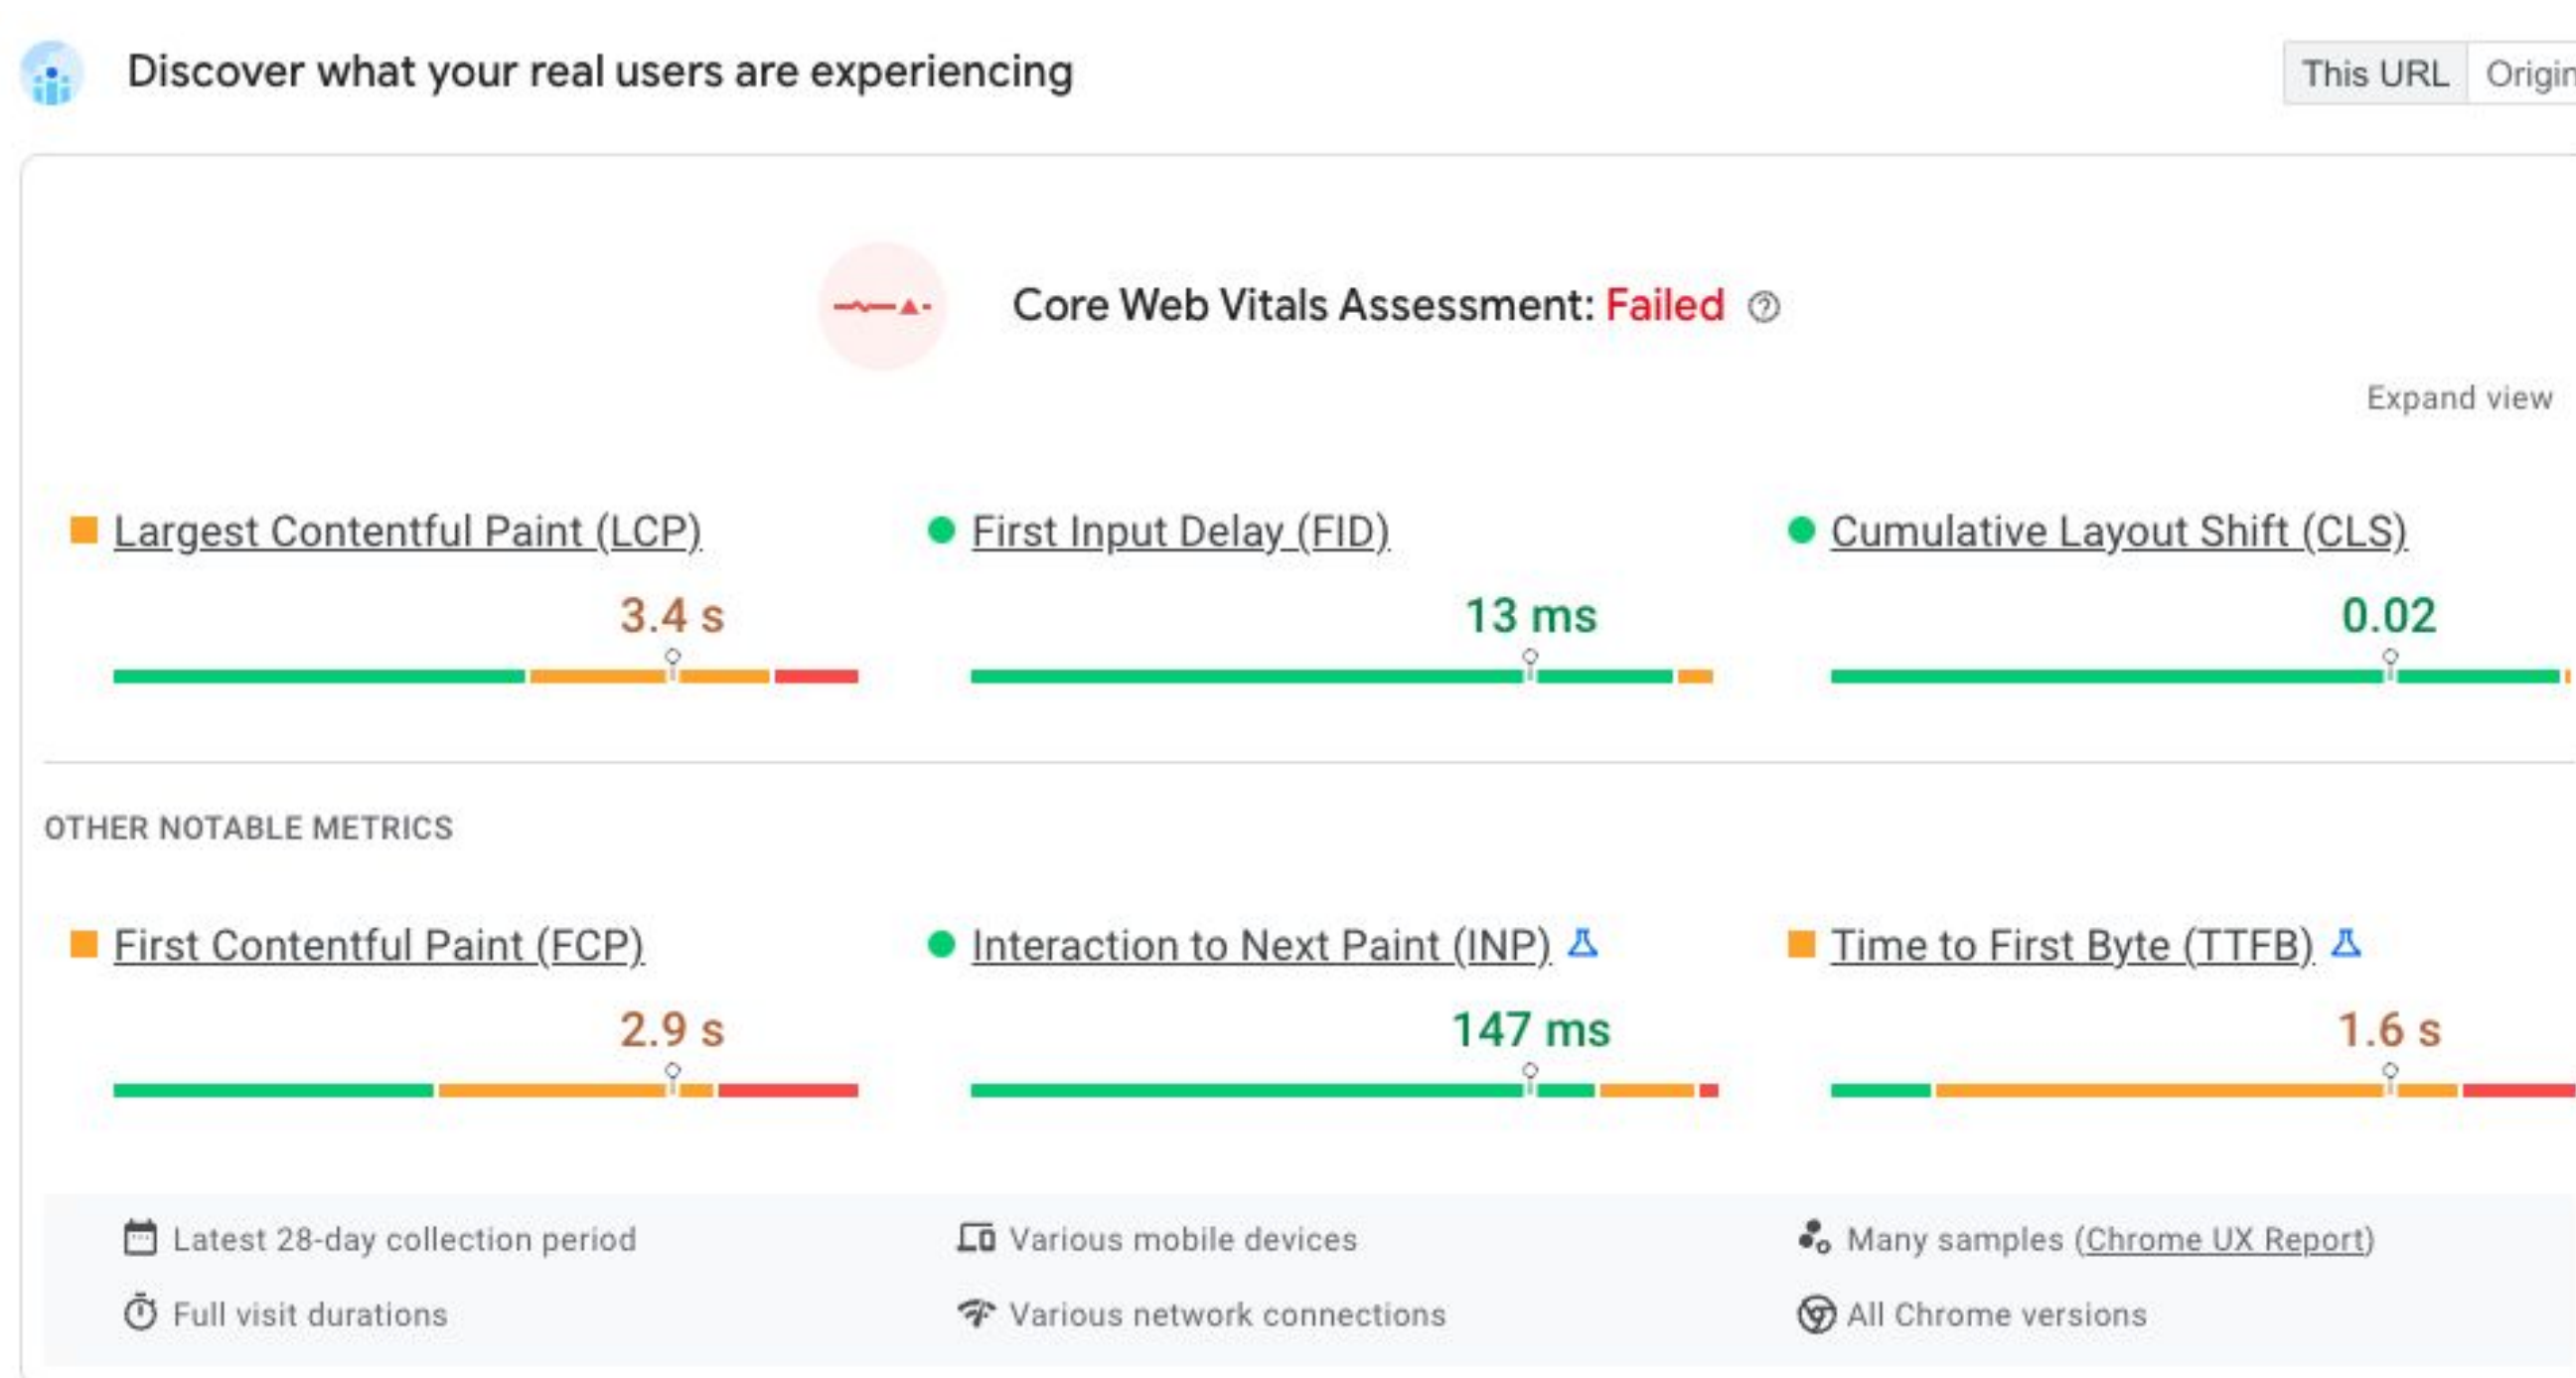 Discover what your real users are experiencing
This URL
Origin
Core Web Vitals Assessment: Failed
Expand view
Largest Contentful Paint (LCP)
3.4 s
First Input Delay (FID)
13 ms
Cumulative Layout Shift (CLS)
0.02
OTHER NOTABLE METRICS
First Contentful Paint (FCP)
2.9 s
Interaction to Next Paint (INP)
147 ms
Time to First Byte (TTFB)
1.6 s
Latest 28-day collection period
Various mobile devices
Many samples (Chrome UX Report)
Full visit durations
Various network connections
All Chrome versions